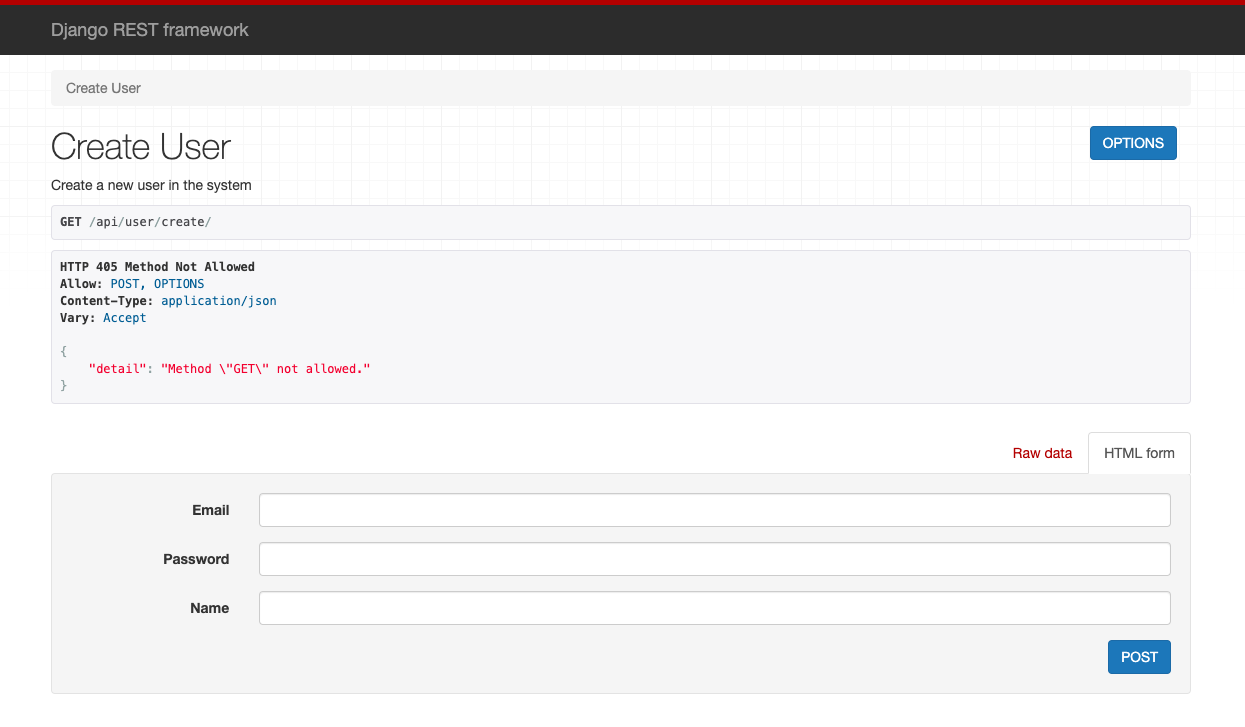 Django REST framework
Create User
Create User
OPTIONS
Create a new user in the system
GET /api/user/create/
HTTP 405 Method Not Allowed
Allow: POST, OPTIONS
Content-Type: application/json
Vary: Accept
{
    "detail": "Method \"GET\" not allowed."
}
Raw data
HTML form
Email
Password
Name
POST